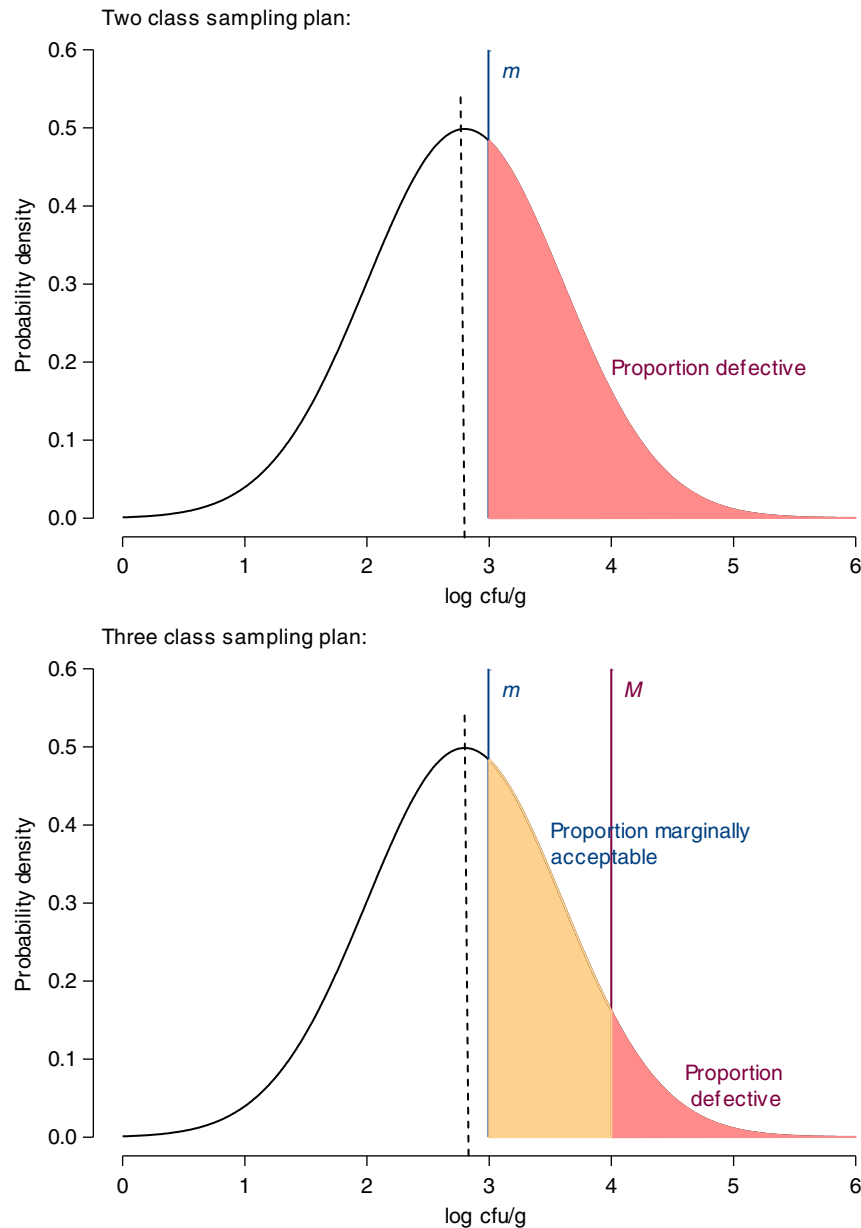 Two class sampling plan:
0.6
m
0.5
0.4
0.3
Probability density
0.2
Proportion defective
0.1
0.0
0 1 2 3 4 5 6
log cfu/g
Three class sampling plan:
0.6
m M
0.5
0.4
Proportion marginally
acceptable
0.3
Probability density
0.2
0.1
Proportion
defective
0.0
0 1 2 3 4 5 6
log cfu/g